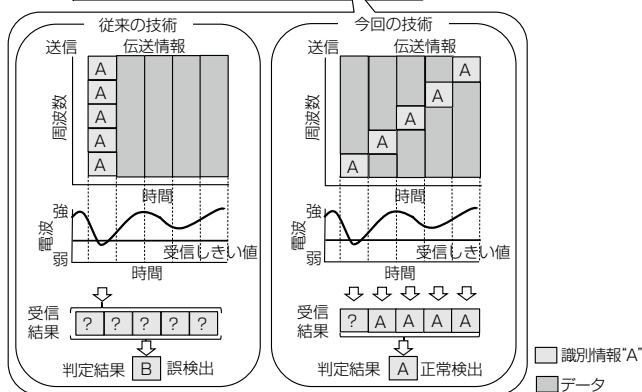 従来の技術
送信
伝送情報
周波数
A
A
A
A
A
時間
電波
強
弱
受信しきい値
時間
受信
結果
? ? ? ? ?
判定結果 B 誤検出
今回の技術
送信
伝送情報
周波数
A
A
A
A
A
時間
電波
強
弱
受信しきい値
時間
受信
結果
? A A A A
判定結果 A 正常検出
識別情報"A"
データ